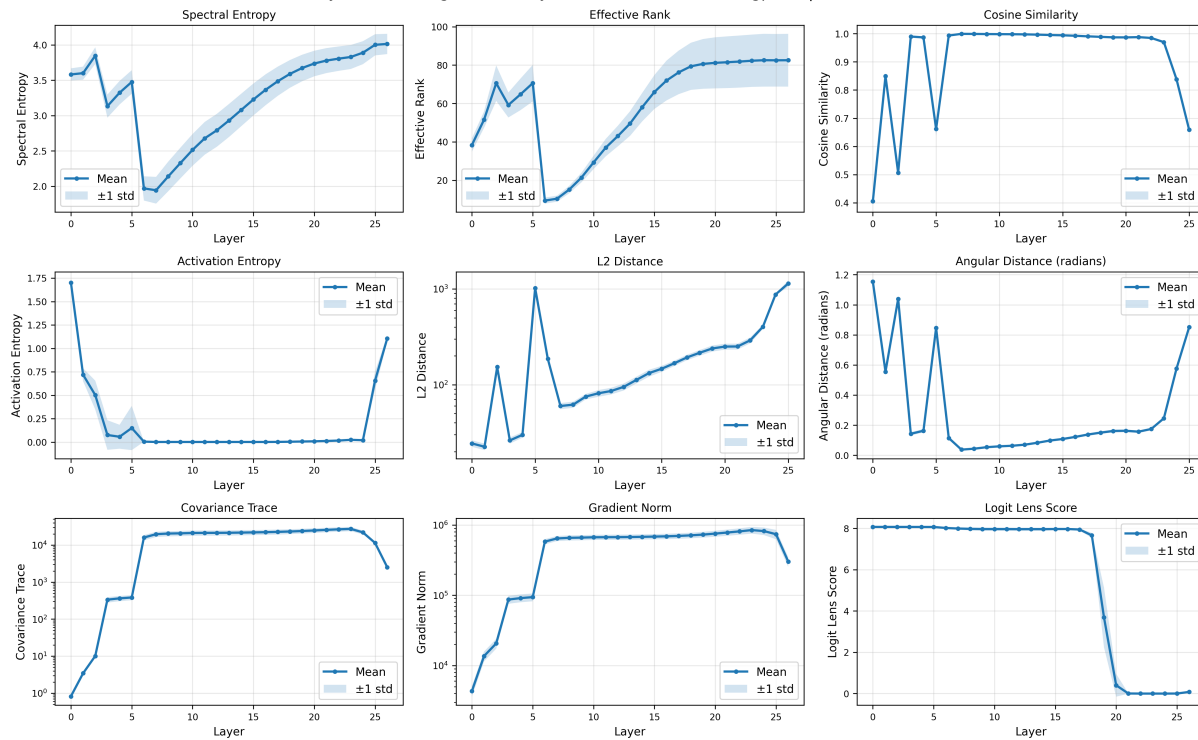 Spectral Entropy
Effective Rank
Cosine Similarity
Spectral Entropy
4.0
3.5
3.0
2.5
2.0
Mean
±1 std
0 5 10 15 20 25
Layer
Effective Rank
100
80
60
40
20
Mean
±1 std
0 5 10 15 20 25
Layer
Cosine Similarity
1.0
0.9
0.8
0.7
0.6
0.5
0.4
Mean
±1 std
0 5 10 15 20 25
Layer
Activation Entropy
L2 Distance
Angular Distance (radians)
Activation Entropy
1.75
1.50
1.25
1.00
0.75
0.50
0.25
0.00
Mean
±1 std
0 5 10 15 20 25
Layer
L2 Distance
10³
10²
Mean
±1 std
0 5 10 15 20 25
Layer
Angular Distance (radians)
1.2
1.0
0.8
0.6
0.4
0.2
0.0
Mean
±1 std
0 5 10 15 20 25
Layer
Covariance Trace
Gradient Norm
Logit Lens Score
Covariance Trace
10⁴
10³
10²
10¹
10⁰
Mean
±1 std
0 5 10 15 20 25
Layer
Gradient Norm
10⁶
10⁵
10⁴
Mean
±1 std
0 5 10 15 20 25
Layer
Logit Lens Score
8
6
4
2
0
Mean
±1 std
0 5 10 15 20 25
Layer